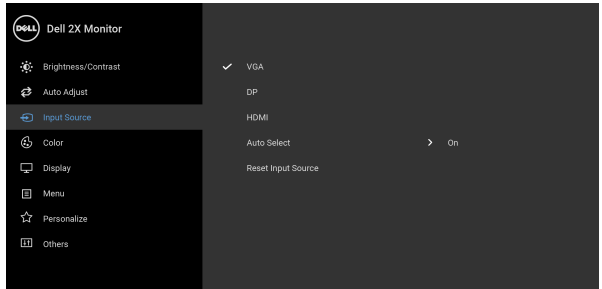 DELL Dell 2X Monitor
Brightness/Contrast
Auto Adjust
Input Source
Color
Display
Menu
Personalize
Others
VGA
DP
HDMI
Auto Select On
Reset Input Source